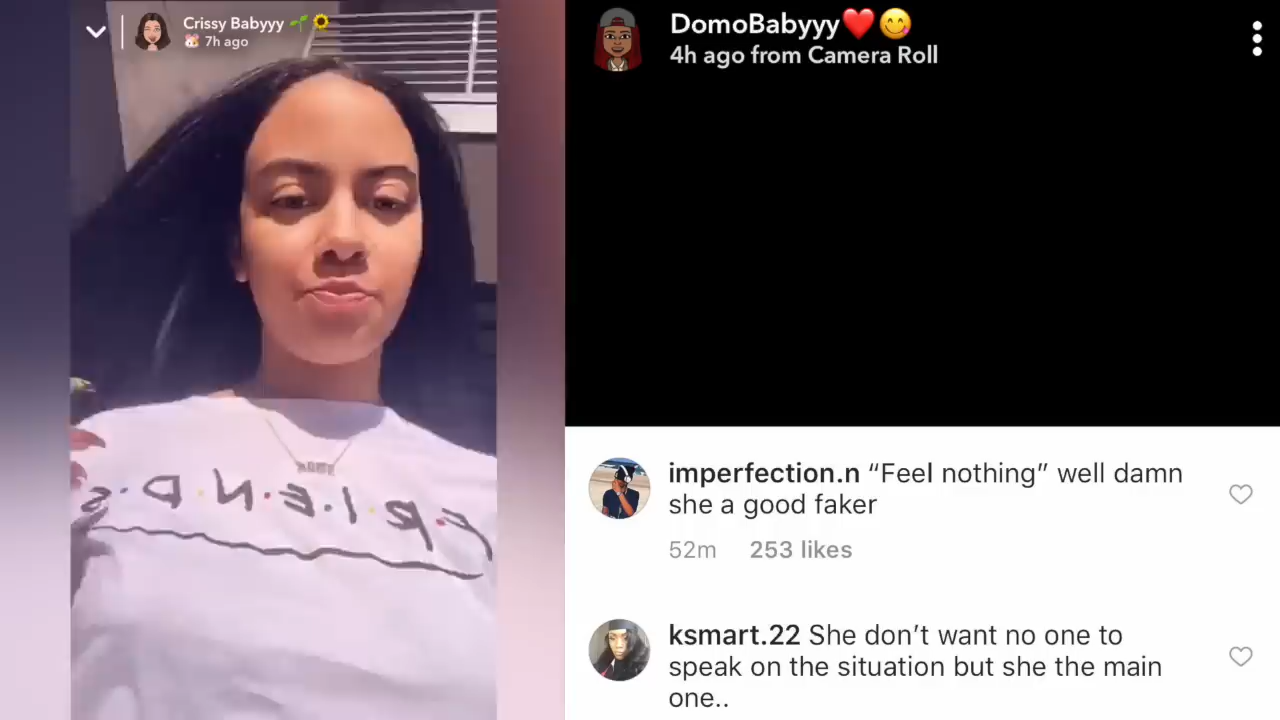 Crissy Babyyy 🌱🌻
🐹 7h ago
F·R·I·E·N·D·S
DomoBabyyy❤️😋
4h ago from Camera Roll
imperfection.n “Feel nothing” well damn
she a good faker
52m 253 likes
ksmart.22 She don’t want no one to
speak on the situation but she the main
one..